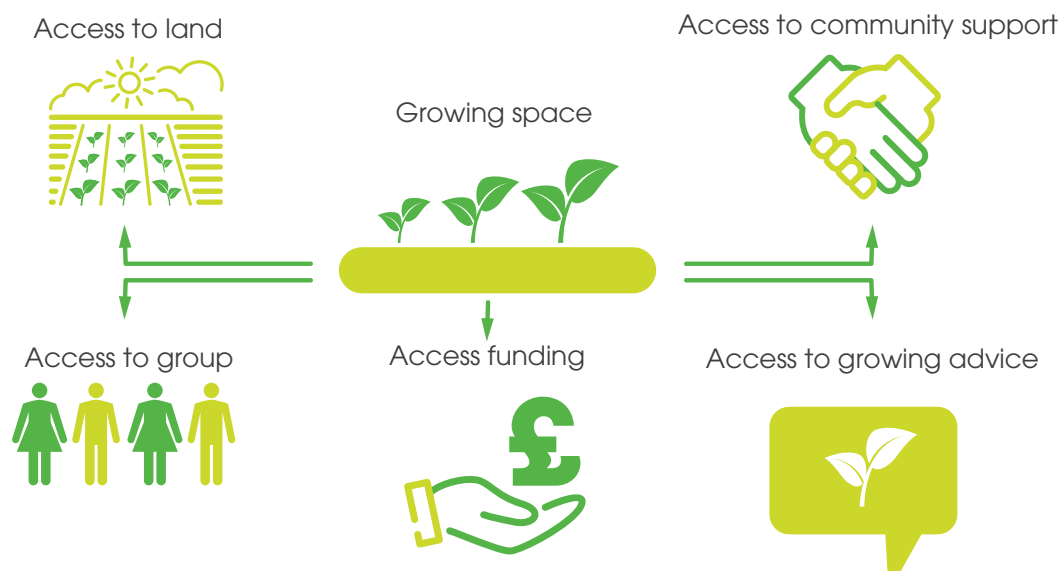 Access to land
Access to community support
Growing space
Access to group
Access funding
Access to growing advice
£